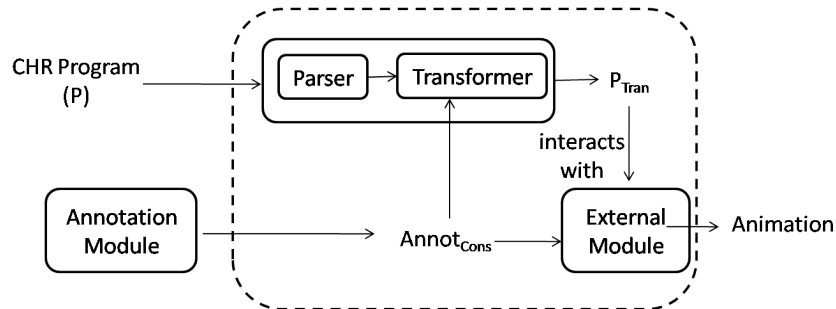 CHR Program
(P)
Parser
Transformer
P_Tran
interacts
with
Annotation
Module
Annot_Cons
External
Module
Animation